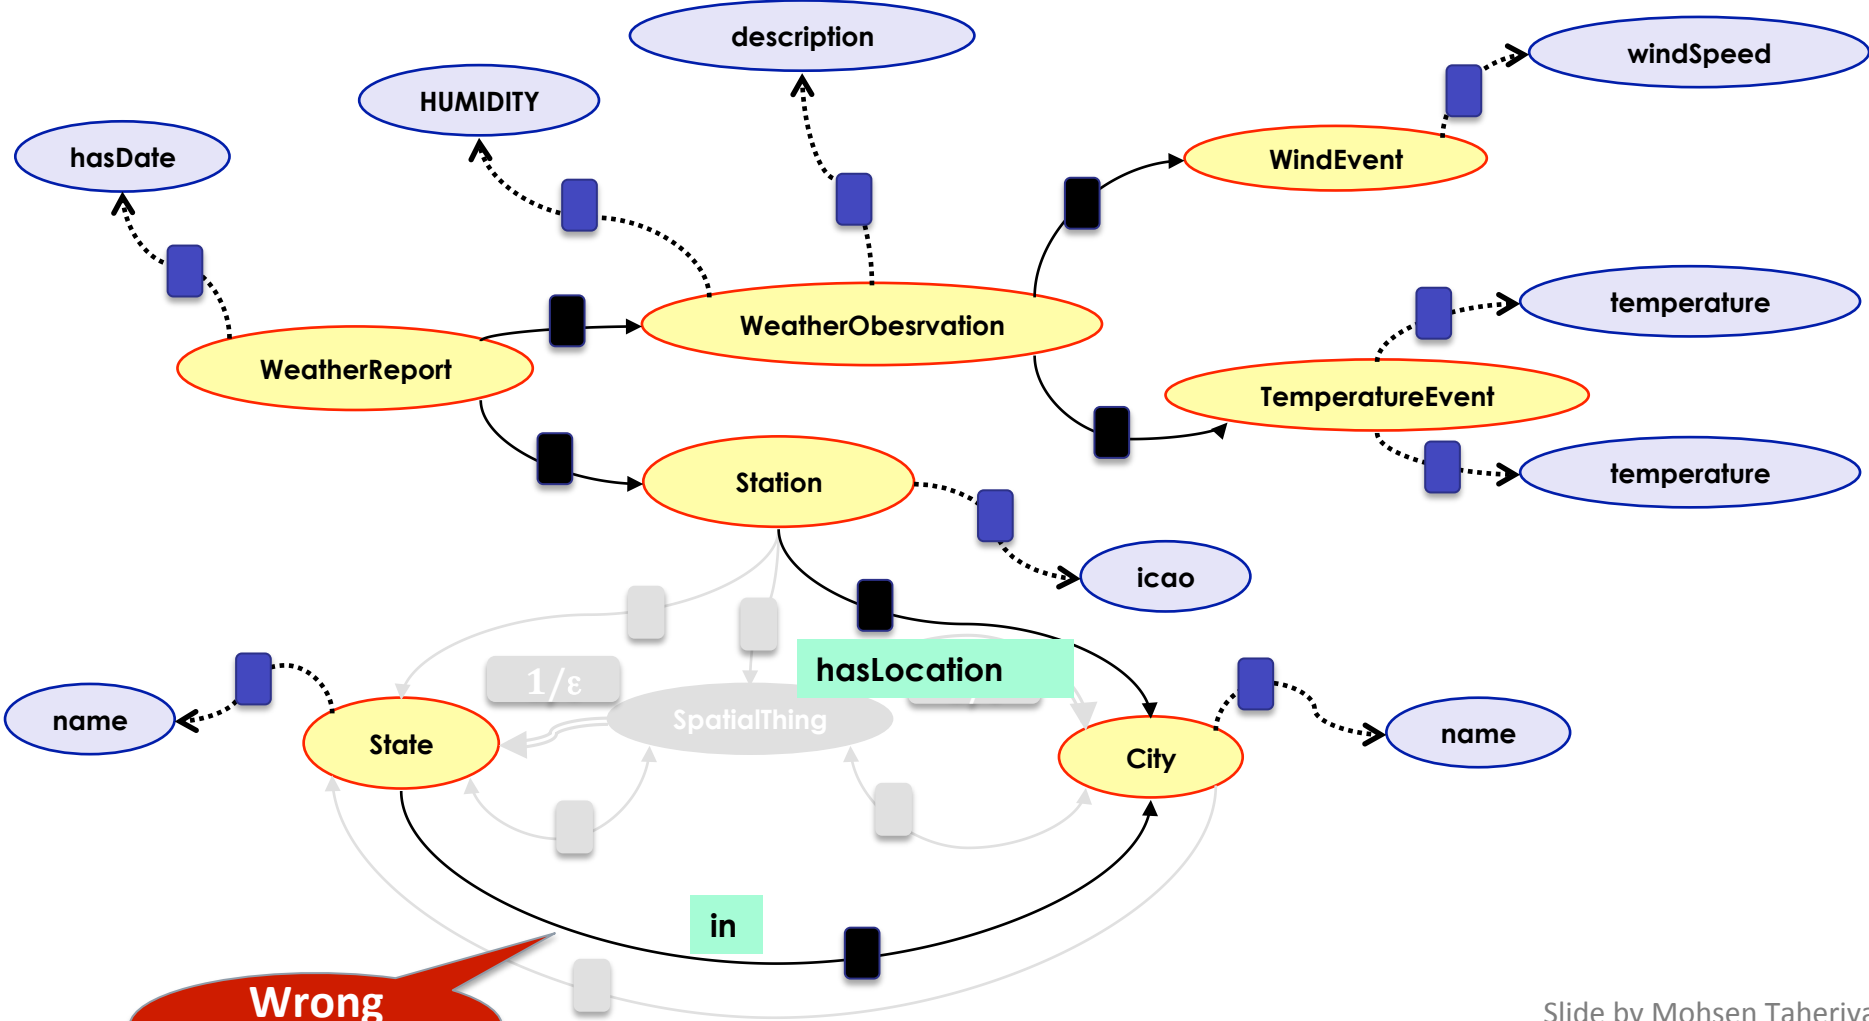 description
windSpeed
HUMIDITY
hasDate
WindEvent
temperature
WeatherObesrvation
WeatherReport
TemperatureEvent
Station
temperature
icao
hasLocation
1/ε
SpatialThing
name
State
City
name
in
Wrong
Slide by Mohsen Taheriya